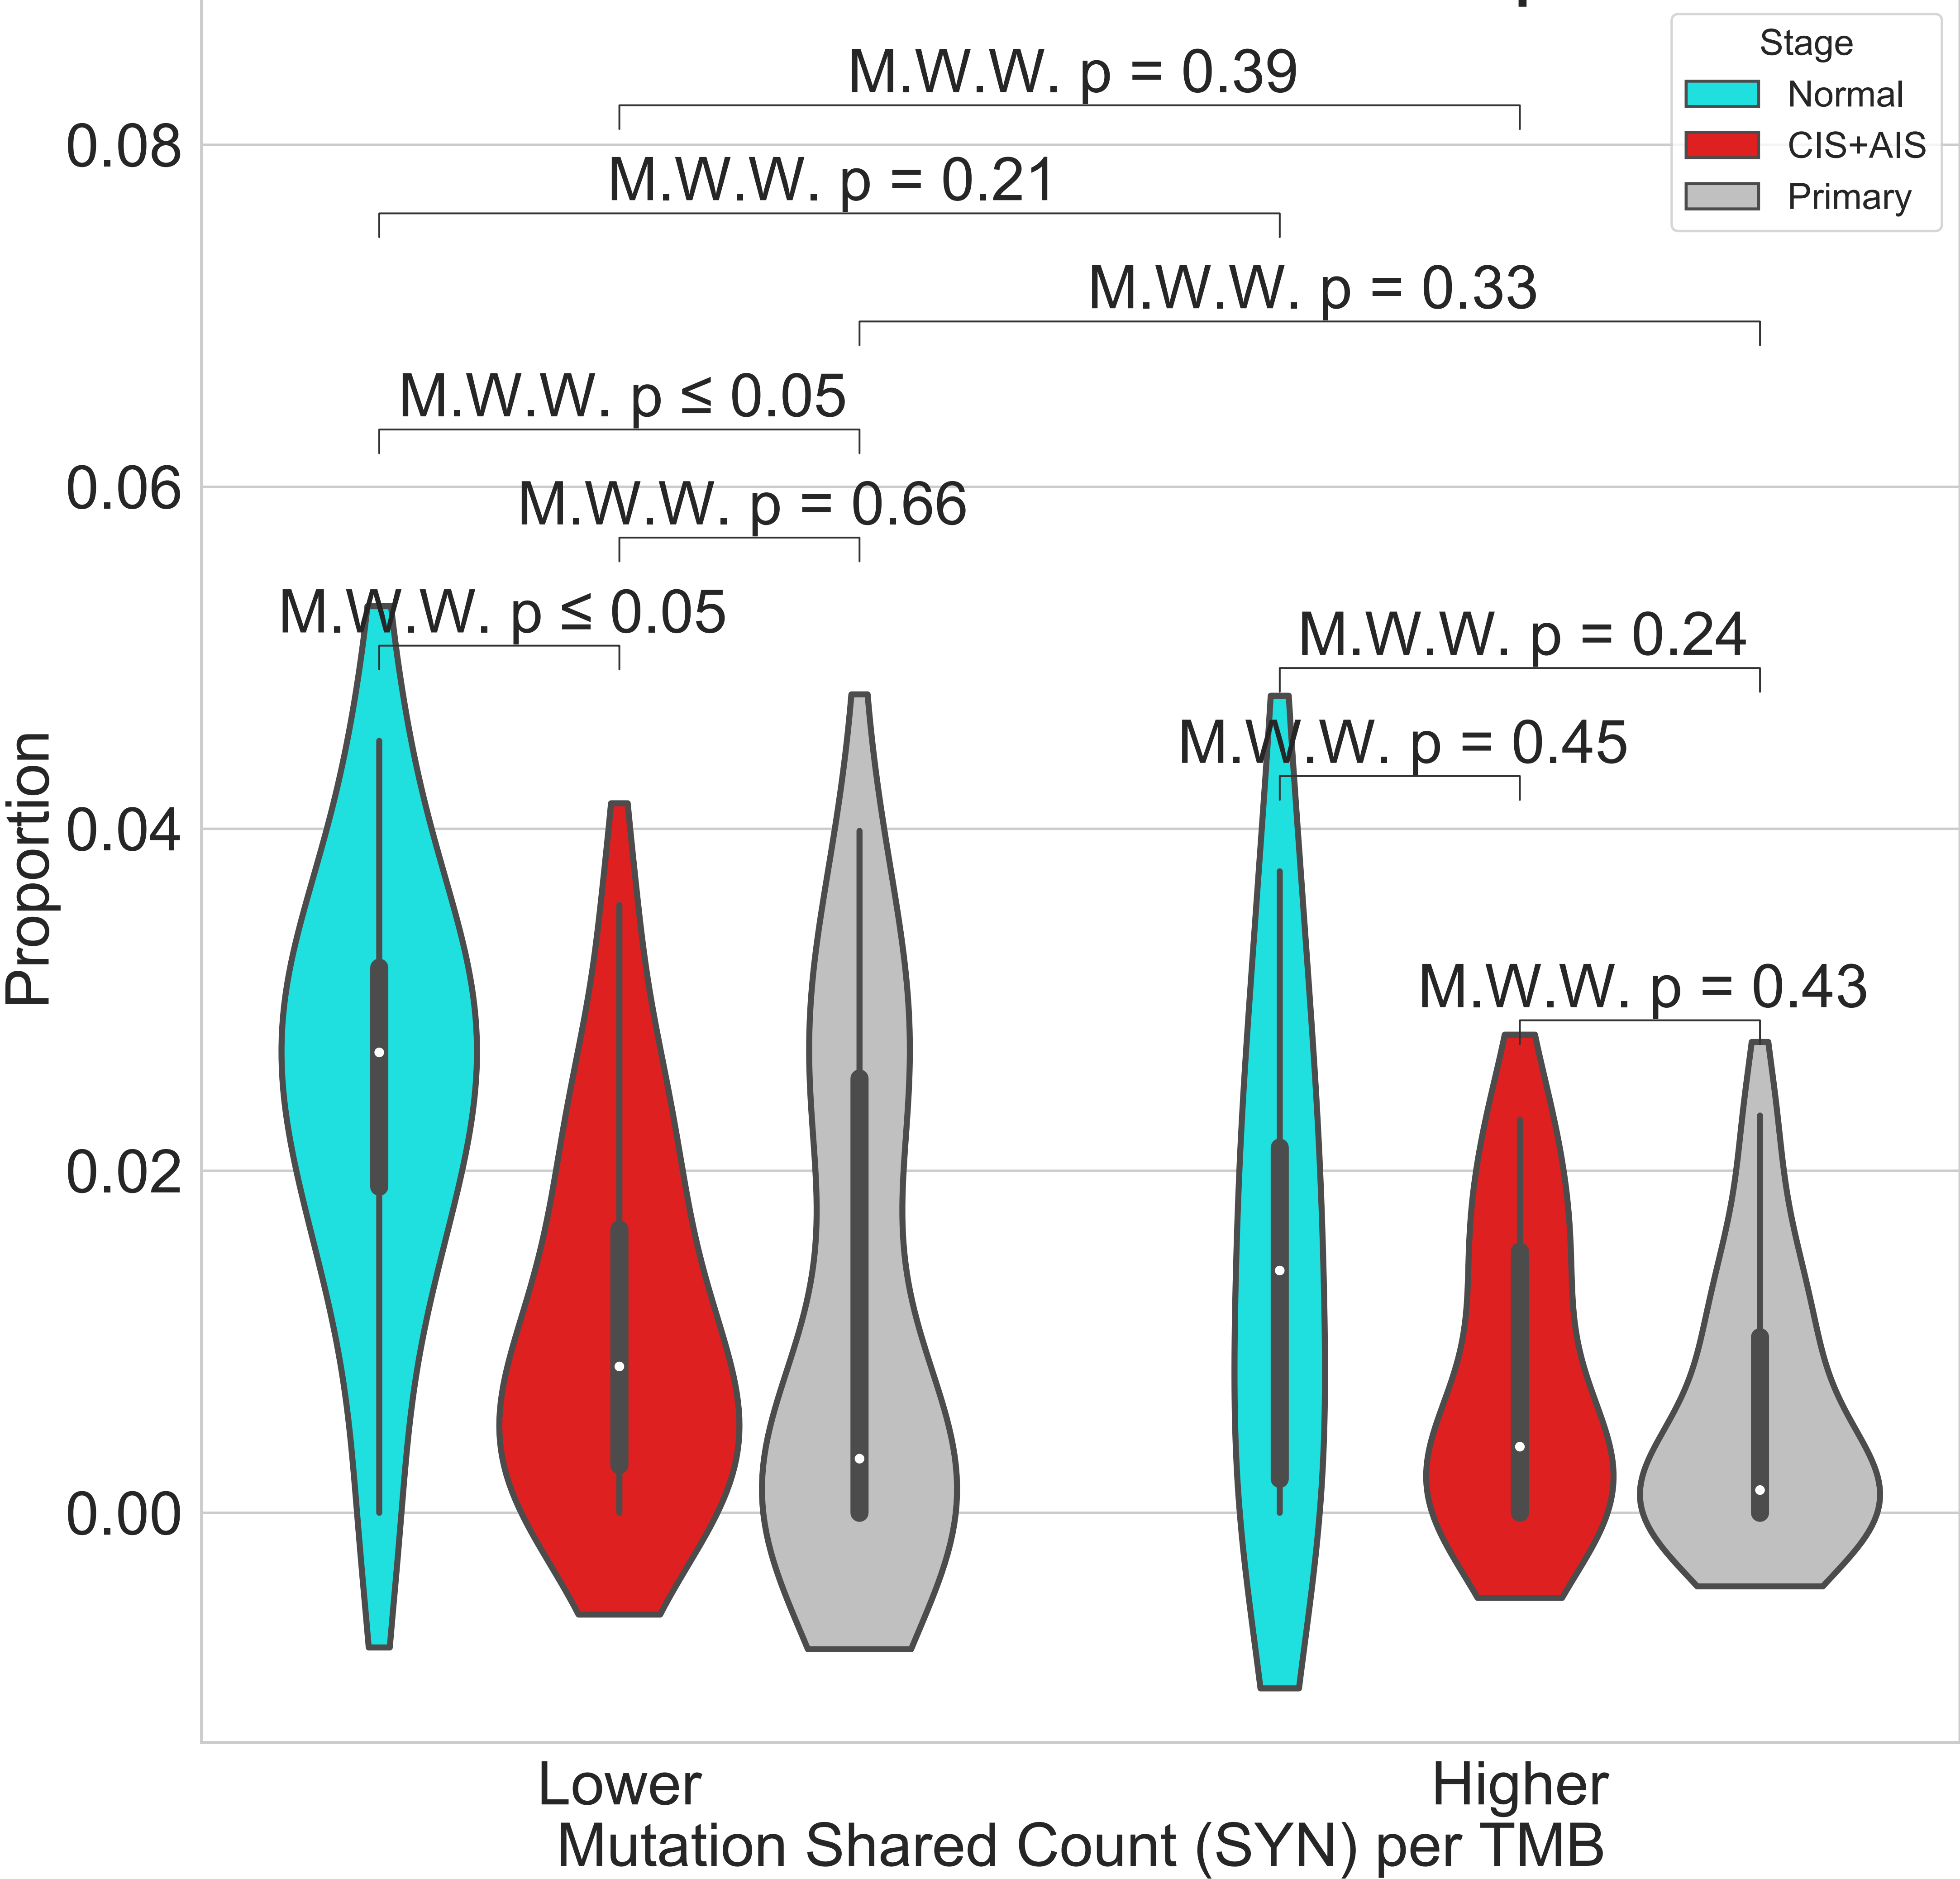 Stage
Normal
CIS+AIS
Primary
M.W.W. p = 0.39
0.08
M.W.W. p = 0.21
M.W.W. p = 0.33
M.W.W. p ≤ 0.05
0.06
M.W.W. p = 0.66
M.W.W. p ≤ 0.05
M.W.W. p = 0.24
M.W.W. p = 0.45
0.04
Proportion
M.W.W. p = 0.43
0.02
0.00
Lower
Higher
Mutation Shared Count (SYN) per TMB